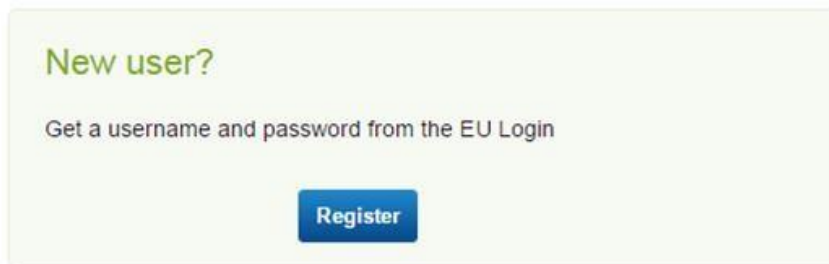 New user?
Get a username and password from the EU Login
Register